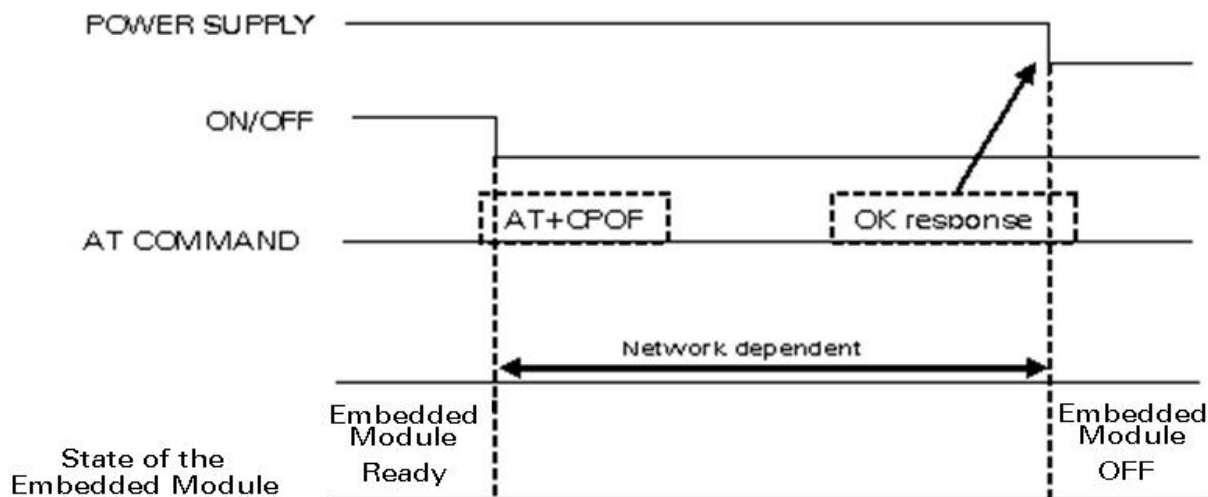 POWER SUPPLY
ON/OFF
AT COMMAND
AT+CPOF
OK response
Network dependent
Embedded
Module
Ready
Embedded
Module
OFF
State of the
Embedded Module